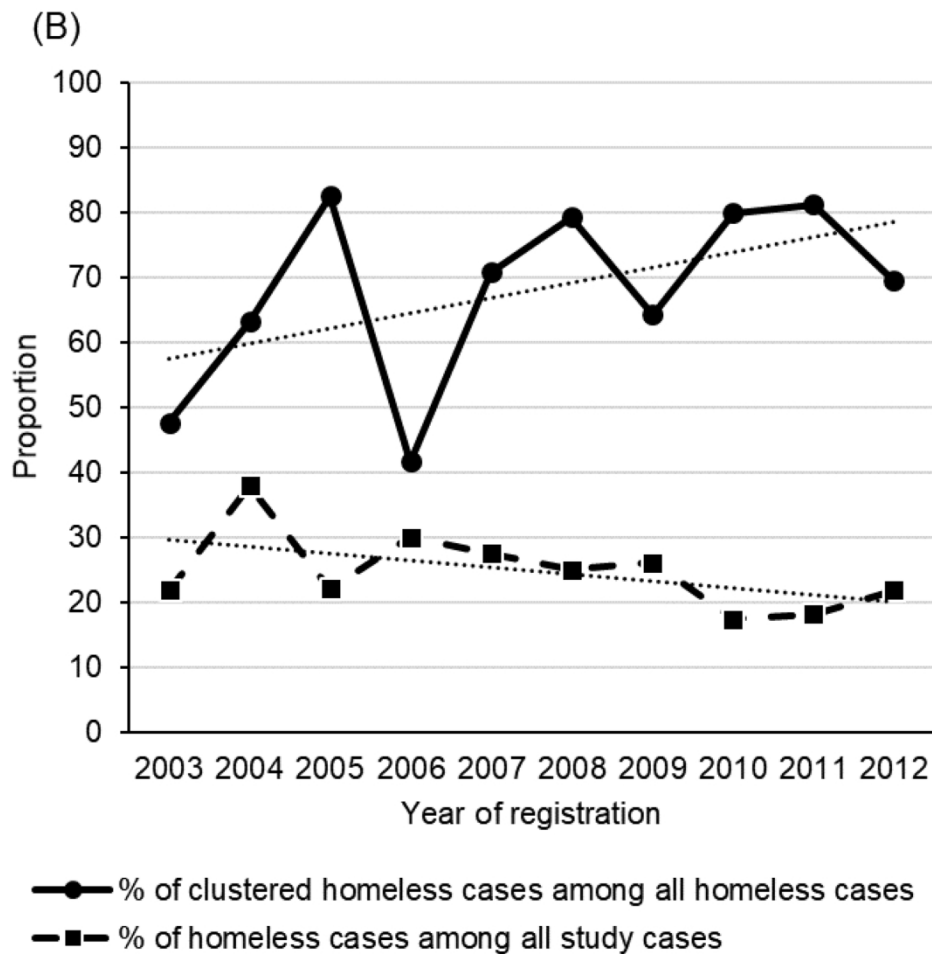 (B)
100
90
80
70
60
50
40
30
20
10
0
Proportion
2003 2004 2005 2006 2007 2008 2009 2010 2011 2012
Year of registration
% of clustered homeless cases among all homeless cases
% of homeless cases among all study cases